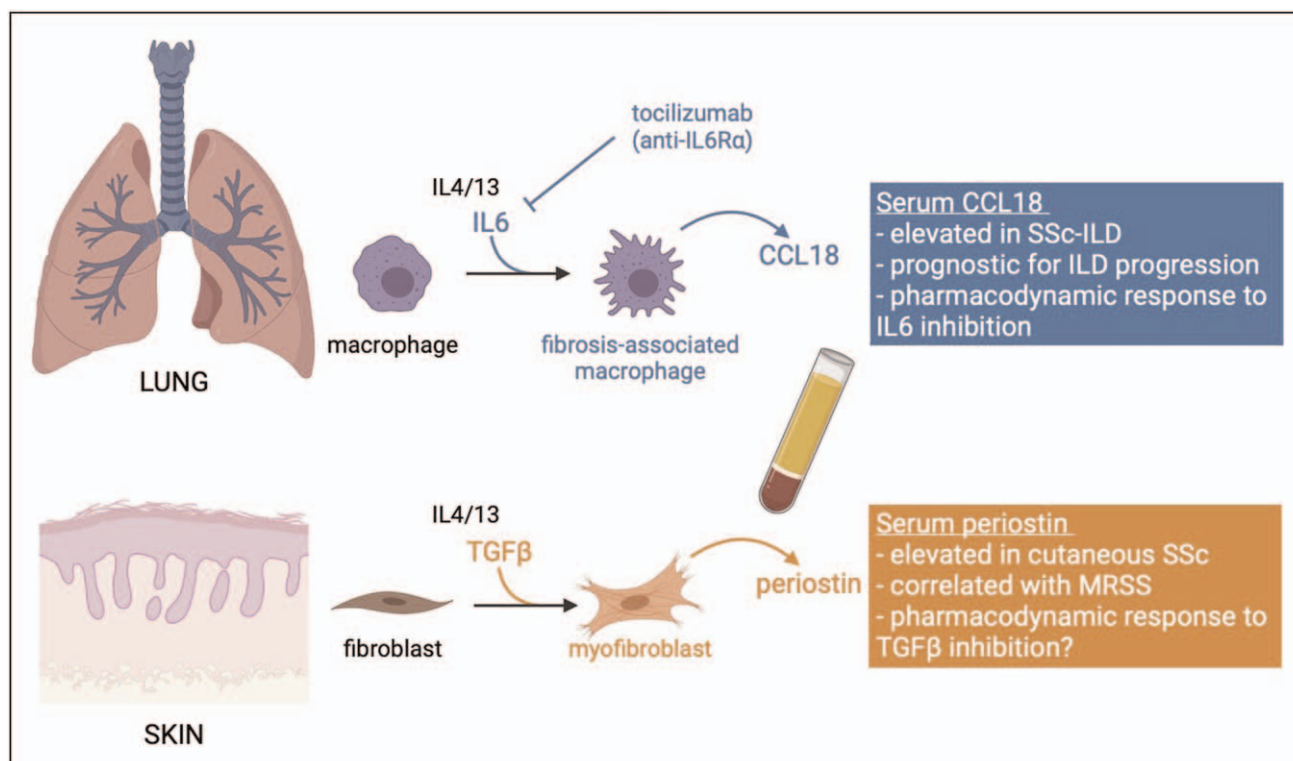 tocilizumab
(anti-IL6Rα)
IL4/13
IL6
CCL18
macrophage
fibrosis-associated
macrophage
LUNG
Serum CCL18
- elevated in SSc-ILD
- prognostic for ILD progression
- pharmacodynamic response to
IL6 inhibition
IL4/13
TGFβ
periostin
fibroblast
myofibroblast
SKIN
Serum periostin
- elevated in cutaneous SSc
- correlated with MRSS
- pharmacodynamic response to
TGFβ inhibition?